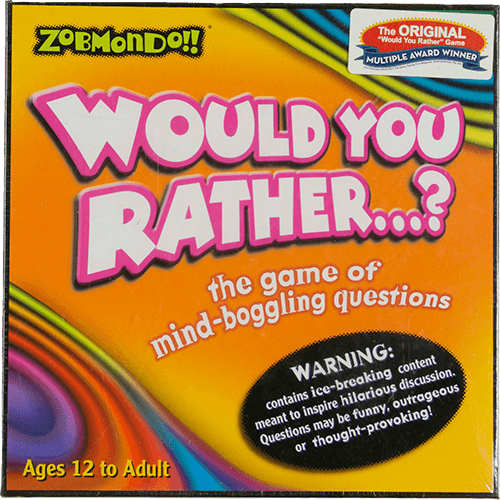 ZOBMONDO!!
The ORIGINAL
"Would You Rather" Game
MULTIPLE AWARD WINNER
WOULD YOU
RATHER...?
the game of
mind-boggling questions
WARNING:
contains ice-breaking content
meant to inspire hilarious discussion.
Questions may be funny, outrageous
or thought-provoking!
Ages 12 to Adult